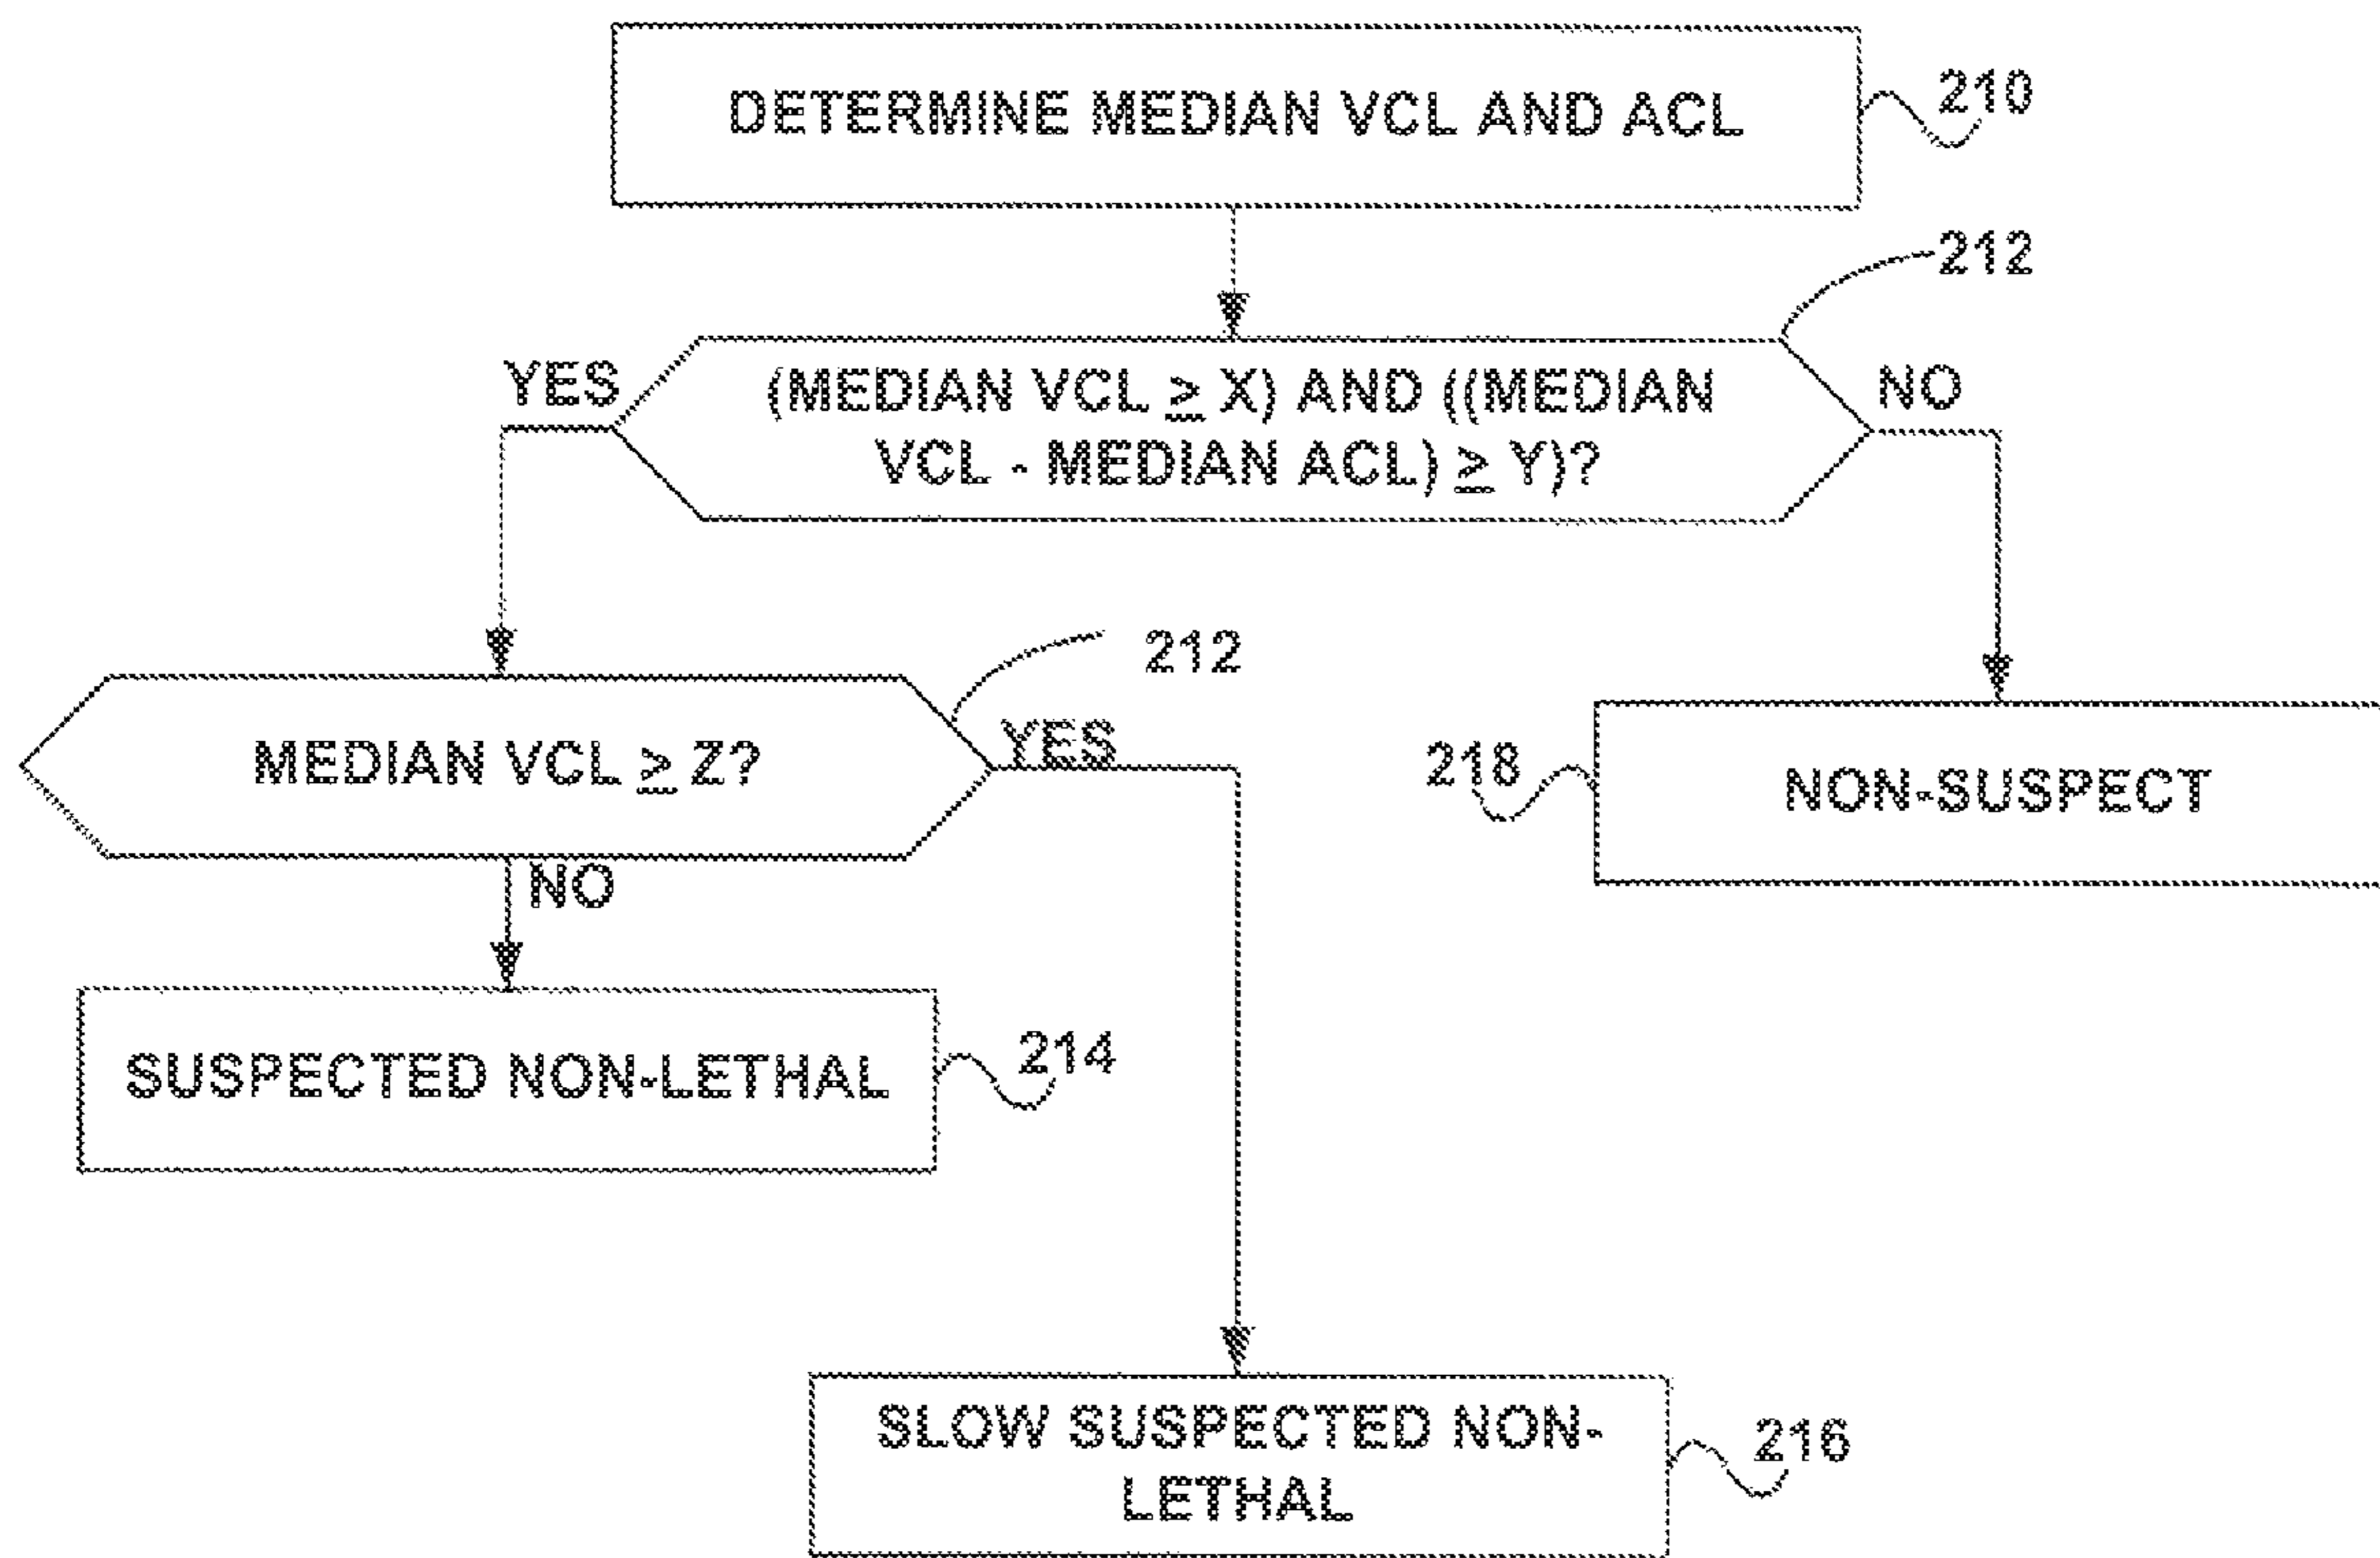 DETERMINE MEDIAN VCL AND ACL
210
212
YES
(MEDIAN VCL ≥ X) AND ((MEDIAN
VCL - MEDIAN ACL) ≥ Y)?
NO
212
MEDIAN VCL ≥ Z?
YES
218
NON-SUSPECT
NO
SUSPECTED NON-LETHAL
214
SLOW SUSPECTED NON-
LETHAL
216